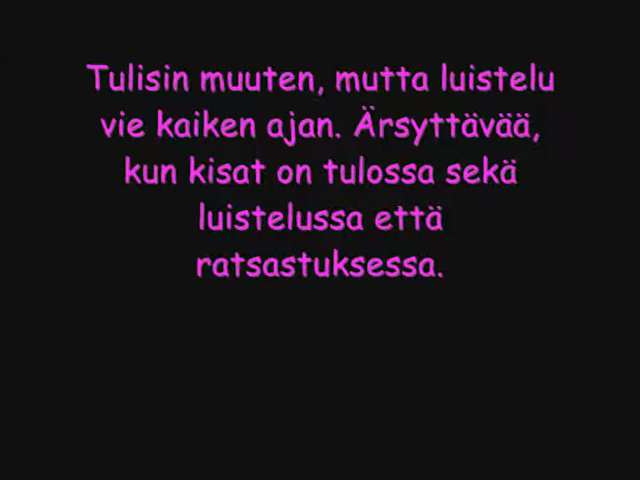 Tulisin muuten, mutta luistelu
vie kaiken ajan. Ärsyttävää,
kun kisat on tulossa sekä
luistelussa että
ratsastuksessa.